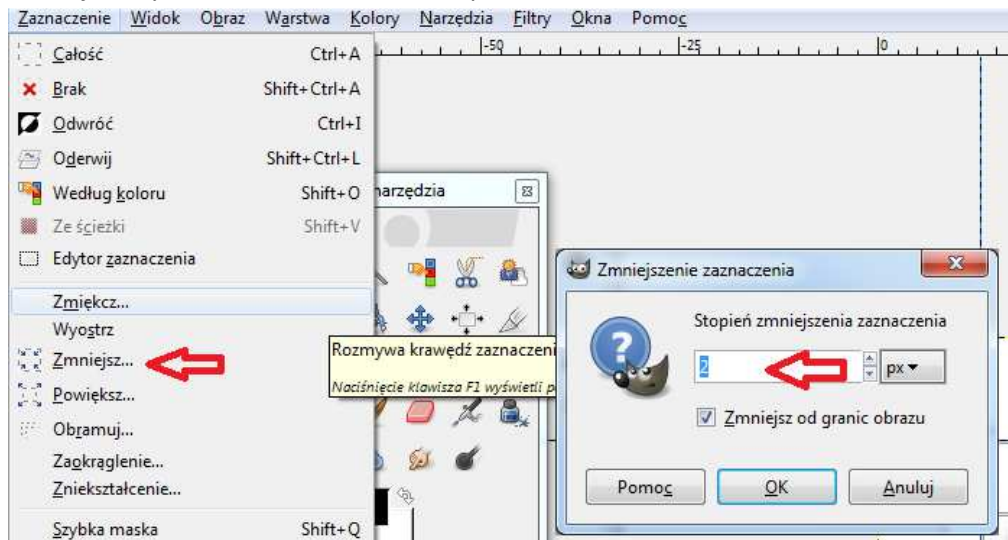 Zaznaczenie Widok Obraz Warstwa Kolory Narzędzia Filtry Okna Pomoc
-50 -25 0
Całość Ctrl+A
Brak Shift+Ctrl+A
Odwróć Ctrl+I
Oderwij Shift+Ctrl+L
Według koloru Shift+O
Ze ścieżki Shift+V
Edytor zaznaczenia
Zmiękcz...
Wyostrz
Zmniejsz...
Powiększ...
Obramuj...
Zaokrąglenie...
Zniekształcenie...
Szybka maska Shift+Q
narzędzia
Rozmywa krawędź zaznaczeni
Naciśnięcie klawisza F1 wyświetli
Zmniejszenie zaznaczenia
Stopień zmniejszenia zaznaczenia
2 px
Zmniejsz od granic obrazu
Pomoc OK Anuluj